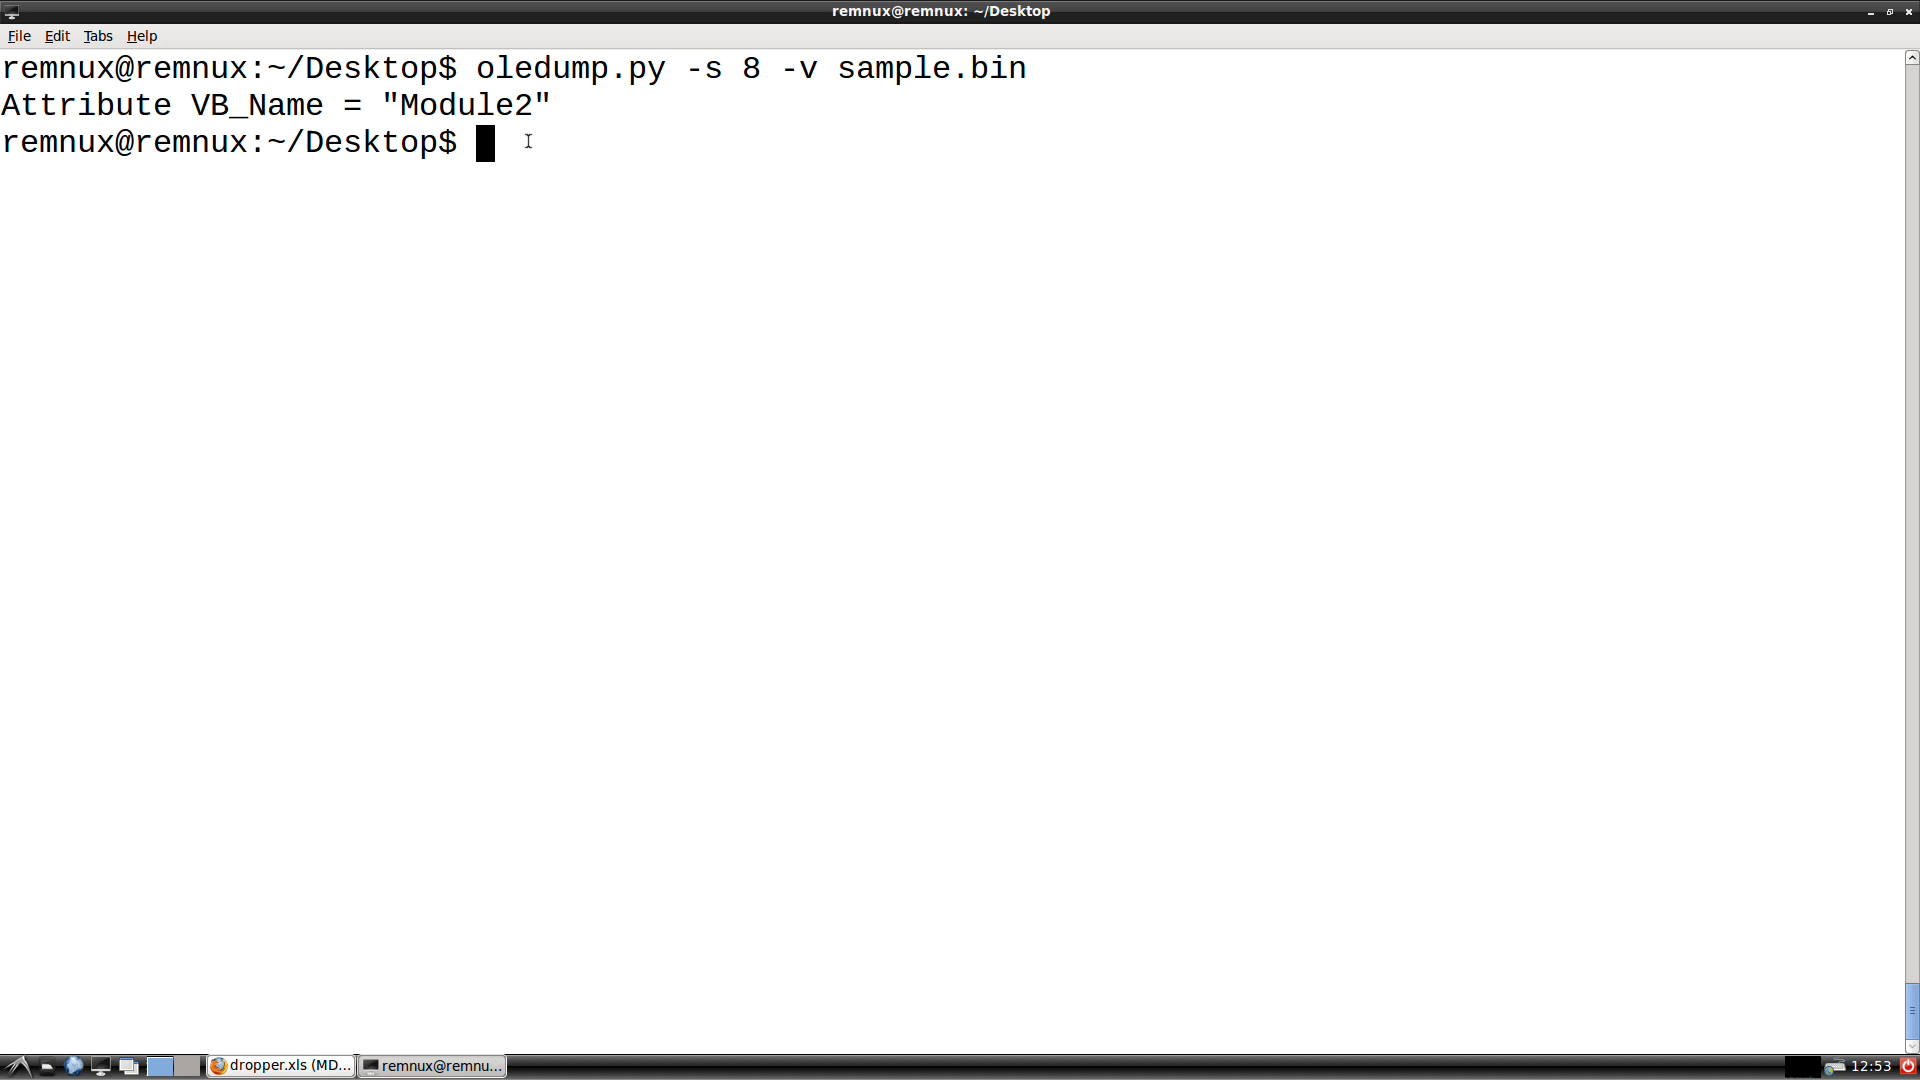 remnux@remnux: ~/Desktop
File Edit Tabs Help
remnux@remnux:~/Desktop$ oledump.py -s 8 -v sample.bin
Attribute VB_Name = "Module2"
remnux@remnux:~/Desktop$
dropper.xls (MD... remnux@remnu... 12:53